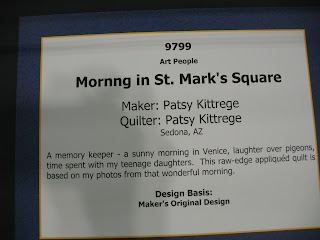 9799
Art People
Mornng in St. Mark's Square
Maker: Patsy Kittrege
Quilter: Patsy Kittrege
Sedona, AZ
A memory keeper - a sunny morning in Venice, laughter over pigeons,
time spent with my teenage daughters. This raw-edge appliquéd quilt is
based on my photos from that wonderful morning.
Design Basis:
Maker's Original Design